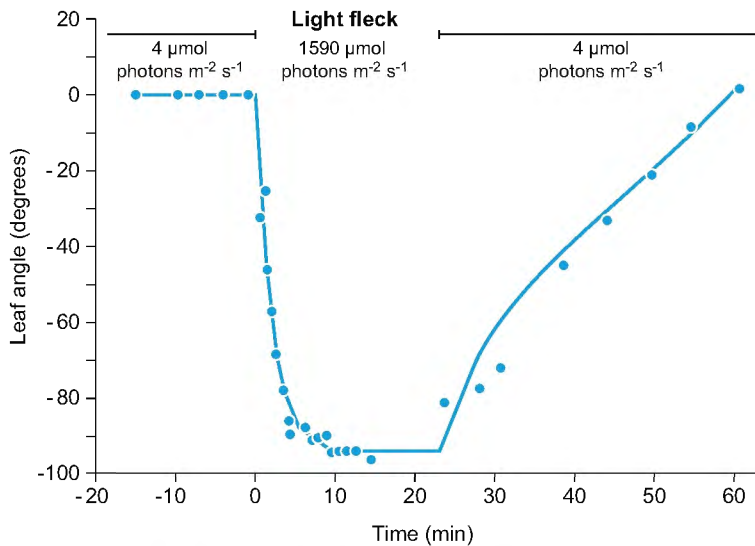 Light fleck
4 µmol
photons m-2 s-1
1590 µmol
photons m-2 s-1
4 µmol
photons m-2 s-1
20
0
-20
-40
-60
-80
-100
Leaf angle (degrees)
-20
-10
0
10
20
30
40
50
60
Time (min)